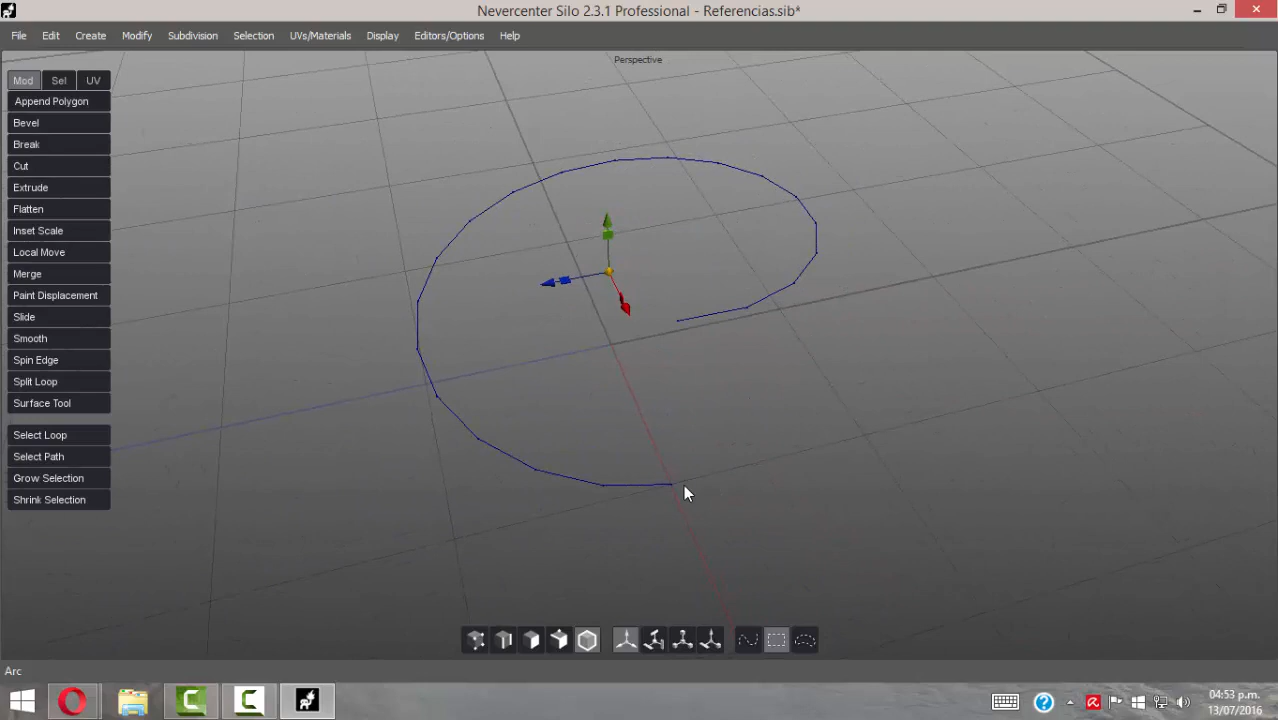 Nevercenter Silo 2.3.1 Professional - Referencias.sib*
File Edit Create Modify Subdivision Selection UVs/Materials Display Editors/Options Help
Perspective
Mod Sel UV
Append Polygon
Bevel
Break
Cut
Extrude
Flatten
Inset Scale
Local Move
Merge
Paint Displacement
Slide
Smooth
Spin Edge
Split Loop
Surface Tool
Select Loop
Select Path
Grow Selection
Shrink Selection
Arc
04:53 p.m.
13/07/2016